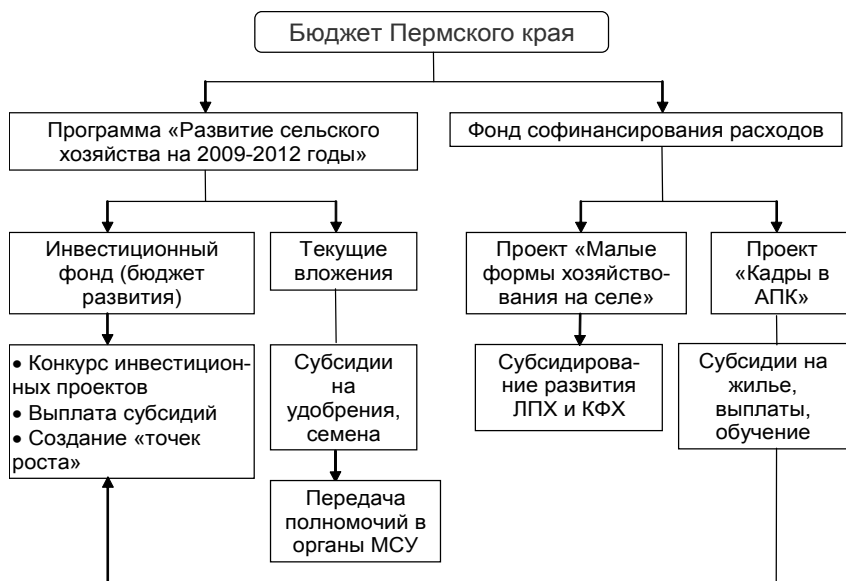 Бюджет Пермского края
Программа «Развитие сельского
хозяйства на 2009-2012 годы»
Фонд софинансирования расходов
Инвестиционный
фонд (бюджет
развития)
Текущие
вложения
Проект «Малые
формы хозяйство-
вания на селе»
Проект
«Кадры в
АПК»
• Конкурс инвестицион-
ных проектов
• Выплата субсидий
• Создание «точек
роста»
Субсидии
на
удобрения,
семена
Субсидирова-
ние развития
ЛПХ и КФХ
Субсидии на
жилье,
выплаты,
обучение
Передача
полномочий в
органы МСУ